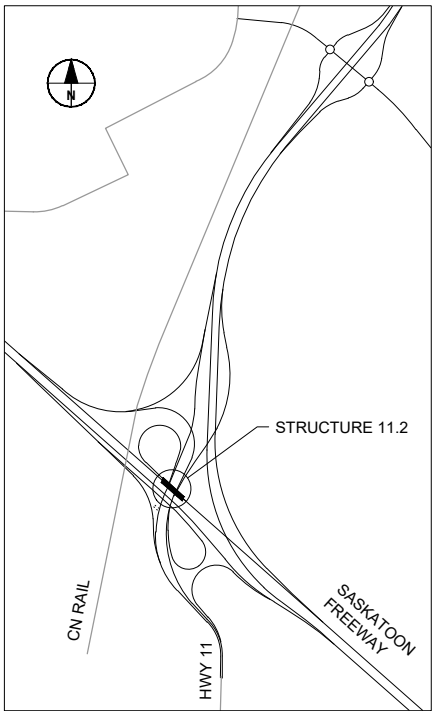 N
STRUCTURE 11.2
CN RAIL
HWY 11
SASKATOON
FREEWAY